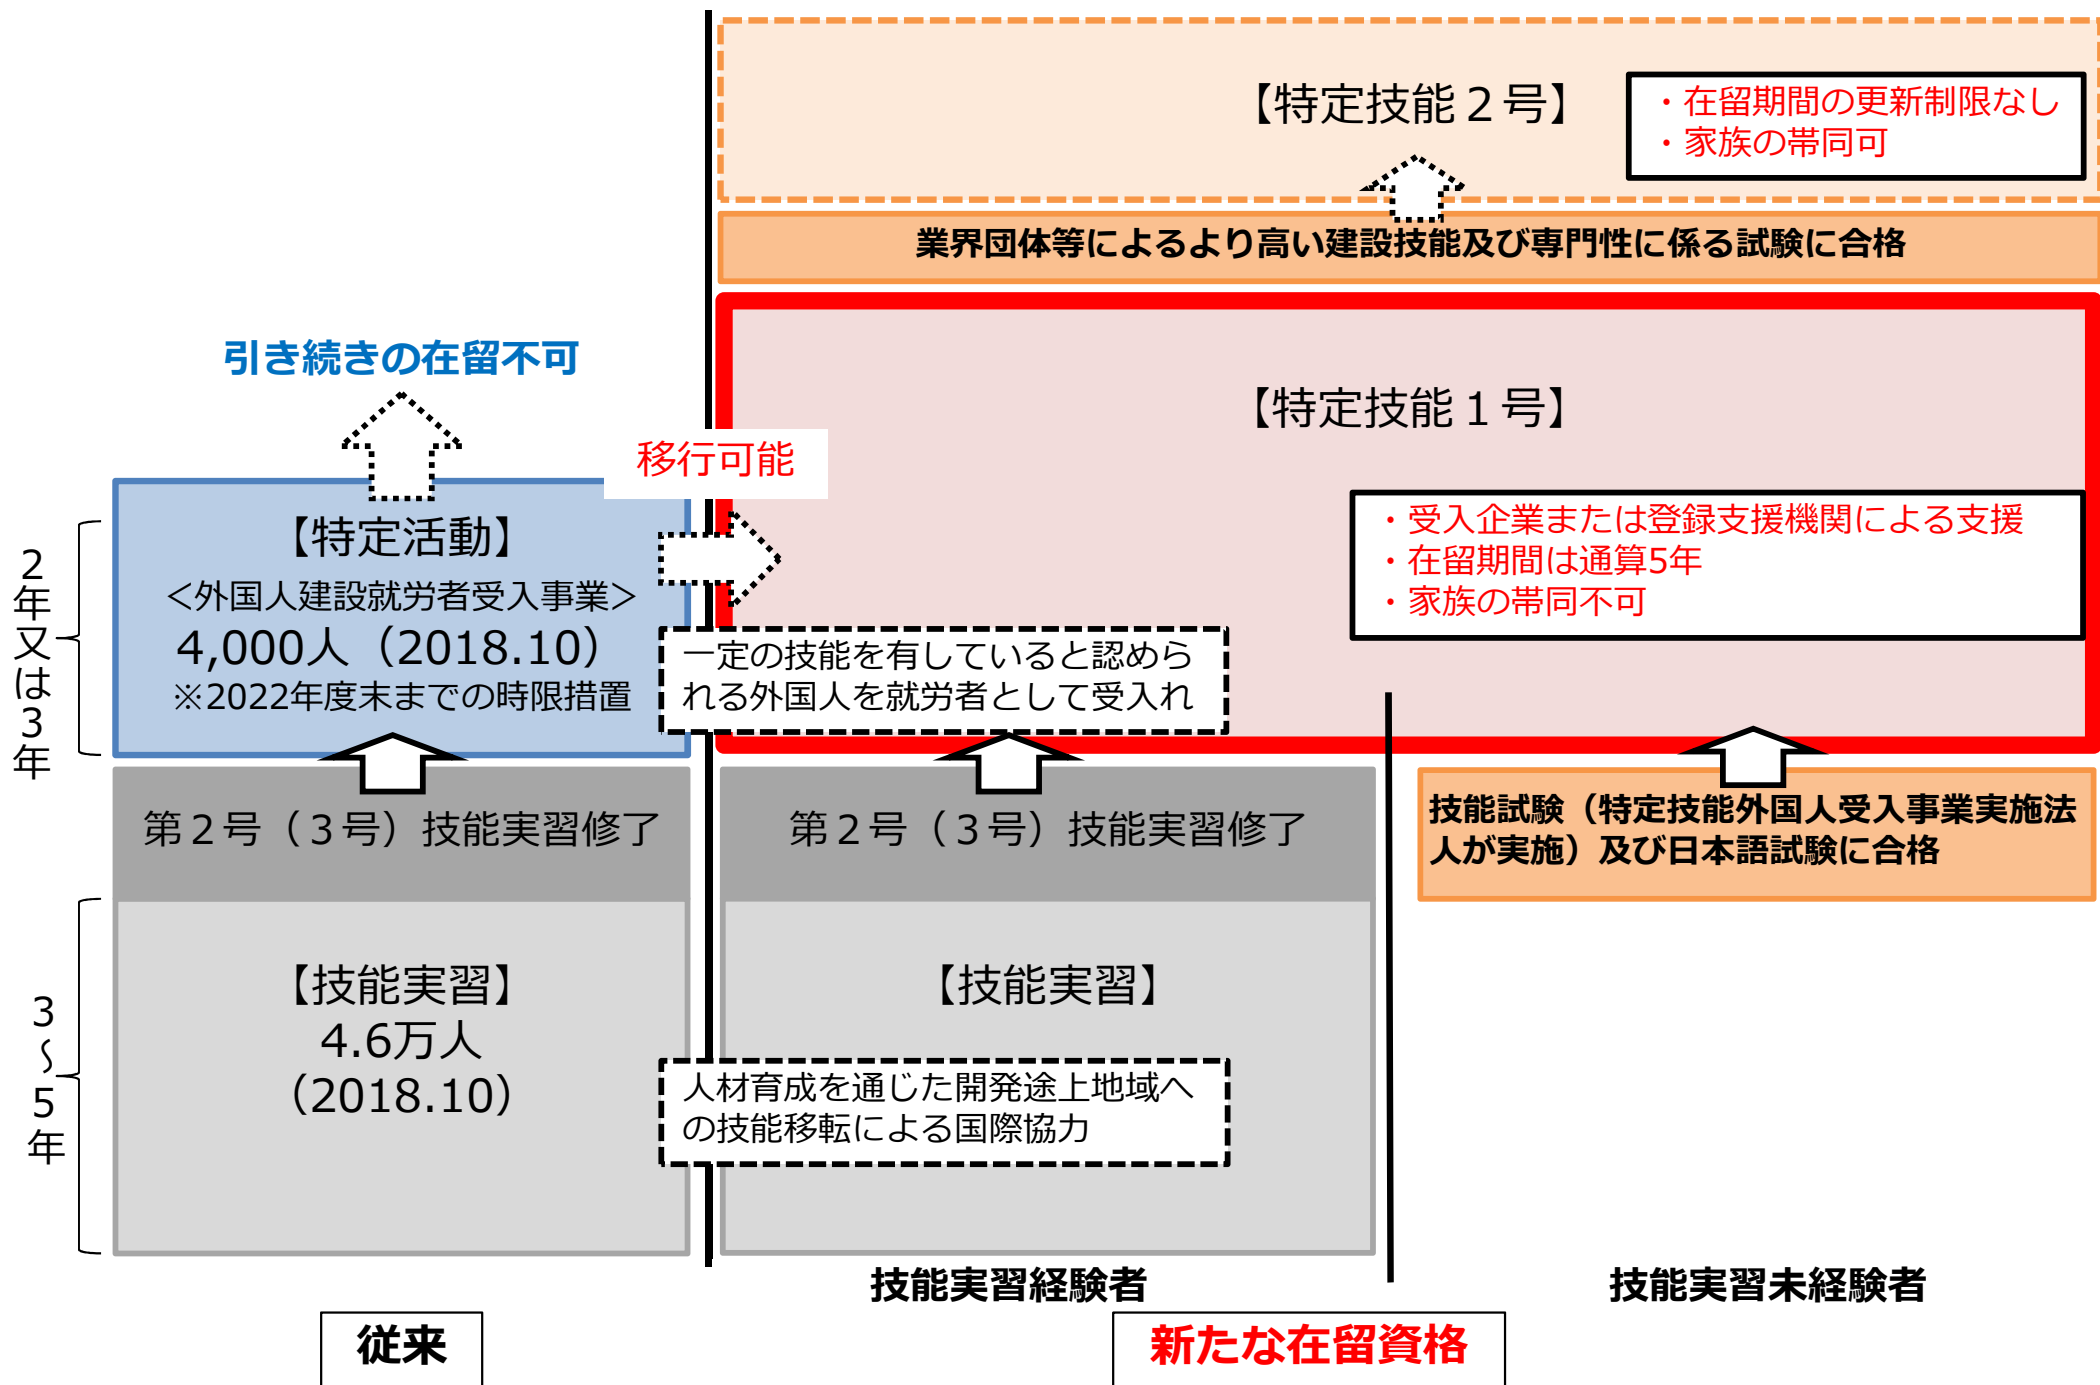 【特定技能２号】
・在留期間の更新制限なし
・家族の帯同可
業界団体等によるより高い建設技能及び専門性に係る試験に合格
引き続きの在留不可
移行可能
【特定技能１号】
・受入企業または登録支援機関による支援
・在留期間は通算5年
・家族の帯同不可
２年又は３年
【特定活動】
＜外国人建設就労者受入事業＞
4,000人（2018.10）
※2022年度末までの時限措置
一定の技能を有していると認めら
れる外国人を就労者として受入れ
第２号（３号）技能実習修了
第２号（３号）技能実習修了
技能試験（特定技能外国人受入事業実施法
人が実施）及び日本語試験に合格
３～５年
【技能実習】
4.6万人
（2018.10）
【技能実習】
人材育成を通じた開発途上地域へ
の技能移転による国際協力
技能実習経験者
技能実習未経験者
従来
新たな在留資格